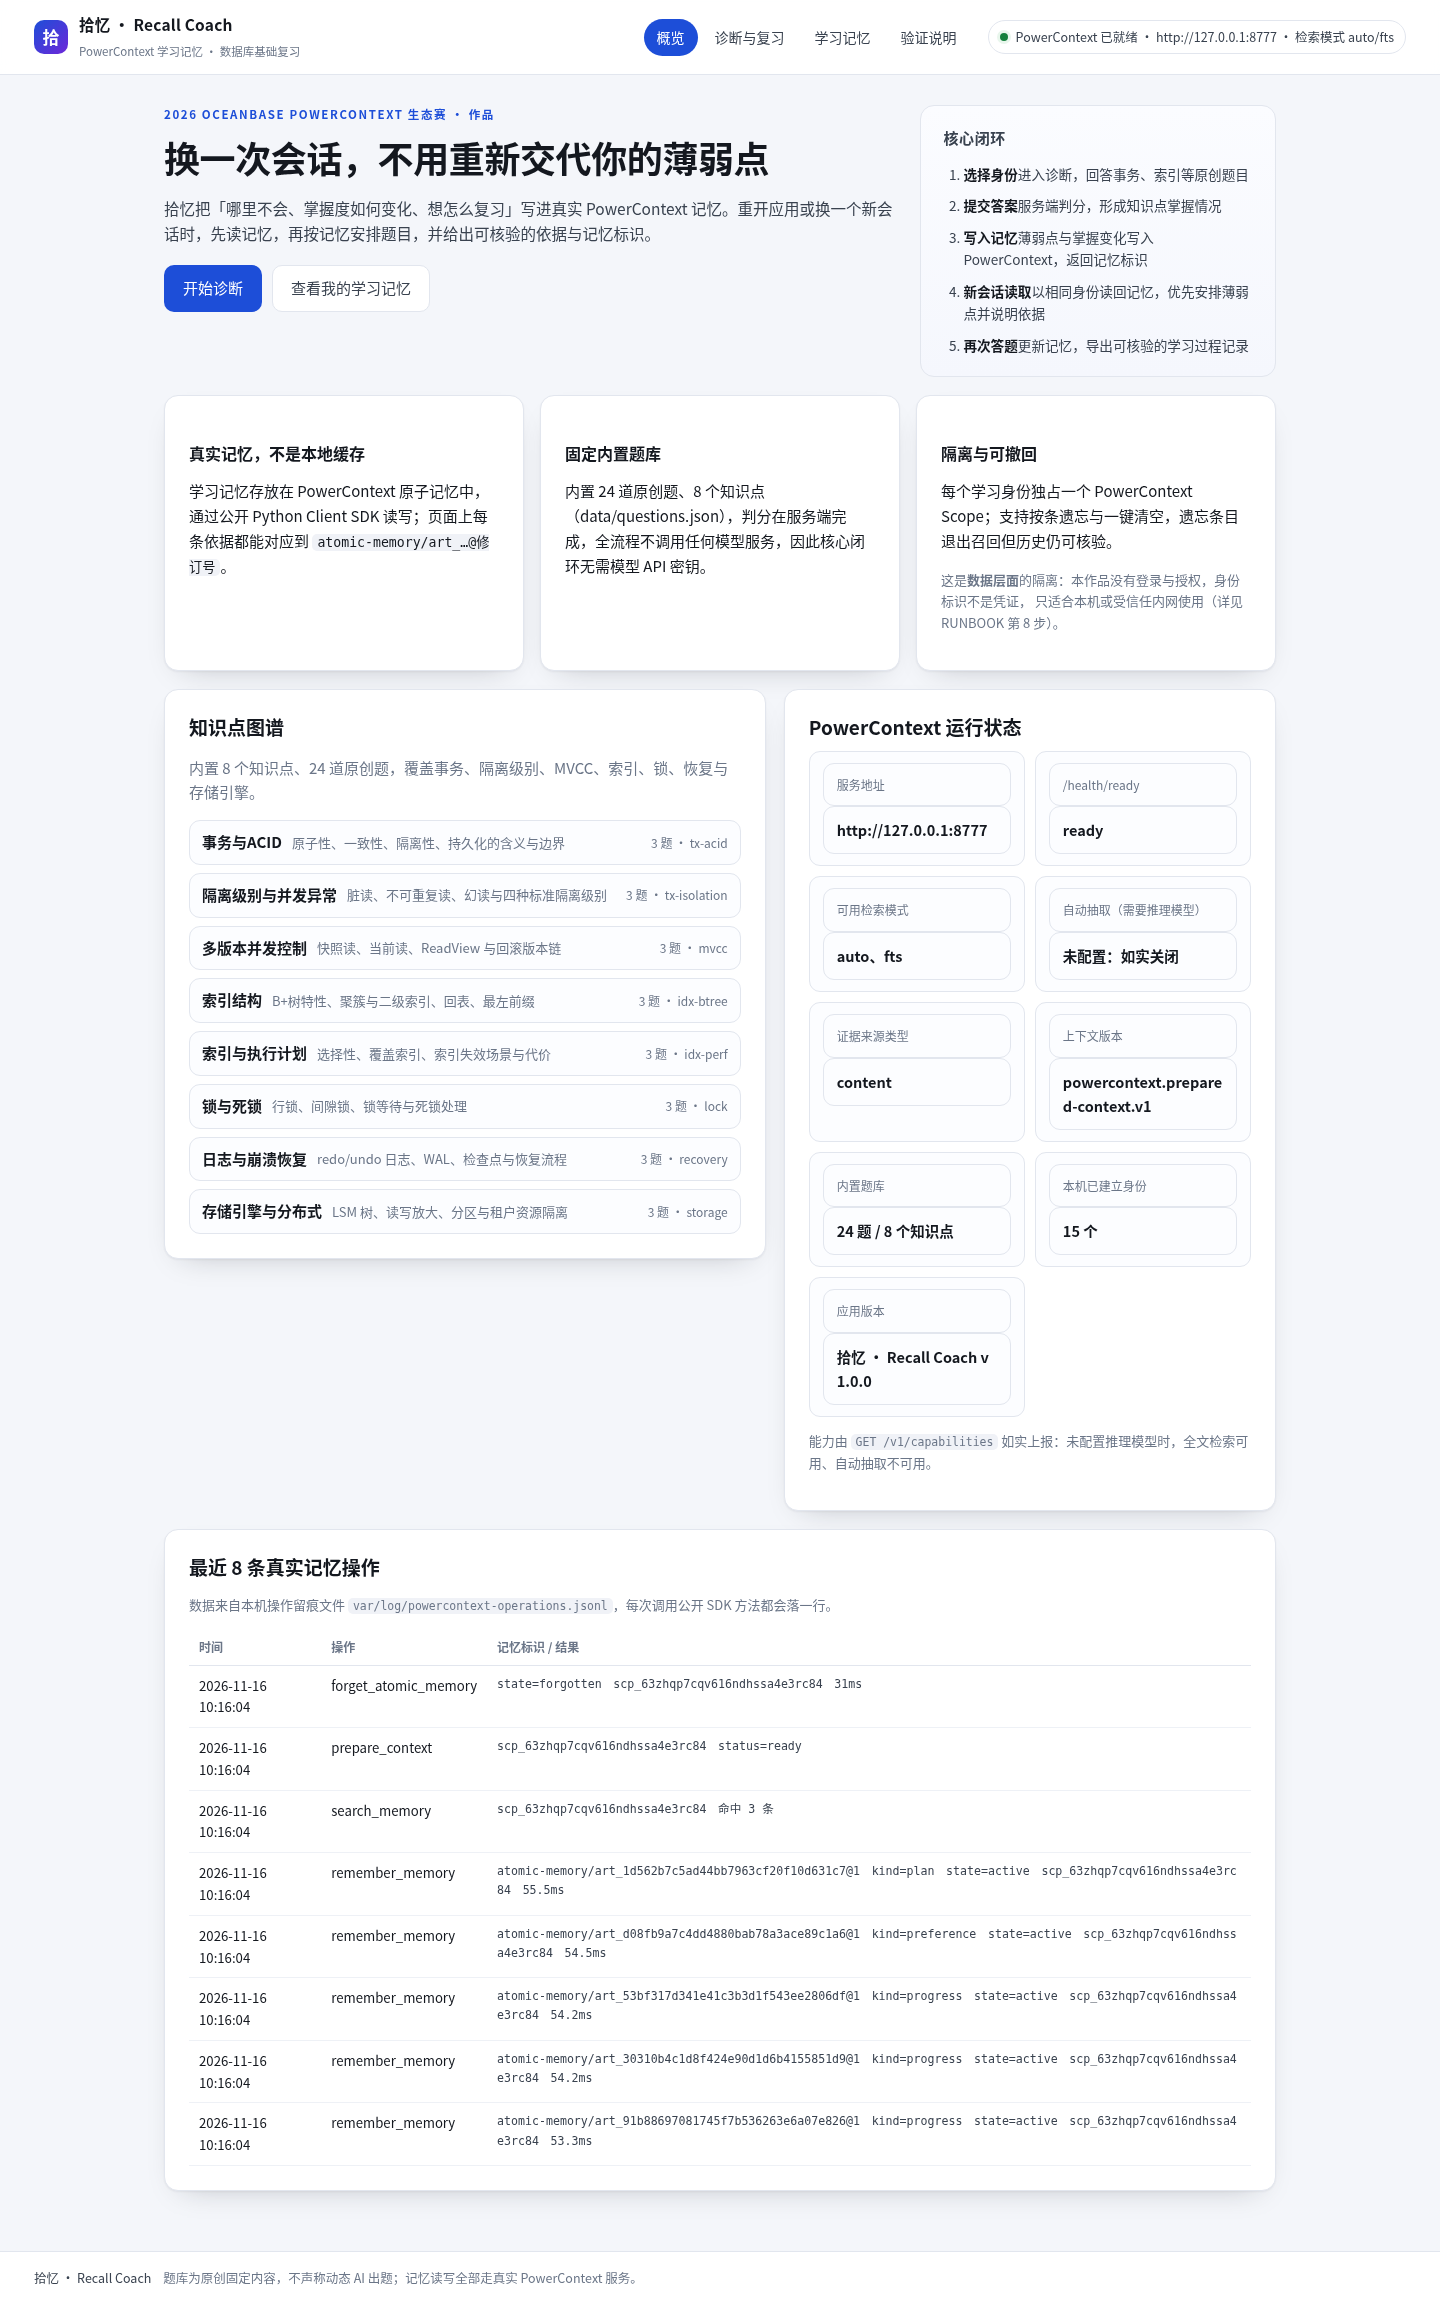 拾
拾忆 · Recall Coach
PowerContext 学习记忆 · 数据库基础复习
概览
诊断与复习
学习记忆
验证说明
PowerContext 已就绪 · http://127.0.0.1:8777 · 检索模式 auto/fts
2026 OCEANBASE POWERCONTEXT 生态赛 · 作品
换一次会话，不用重新交代你的薄弱点
拾忆把「哪里不会、掌握度如何变化、想怎么复习」写进真实 PowerContext 记忆。重开应用或换一个新会
话时，先读记忆，再按记忆安排题目，并给出可核验的依据与记忆标识。
开始诊断
查看我的学习记忆
核心闭环
1. 选择身份进入诊断，回答事务、索引等原创题目
2. 提交答案服务端判分，形成知识点掌握情况
3. 写入记忆薄弱点与掌握变化写入
PowerContext，返回记忆标识
4. 新会话读取以相同身份读回记忆，优先安排薄弱
点并说明依据
5. 再次答题更新记忆，导出可核验的学习过程记录
真实记忆，不是本地缓存
学习记忆存放在 PowerContext 原子记忆中，
通过公开 Python Client SDK 读写；页面上每
条依据都能对应到 atomic-memory/art_…@修
订号。
固定内置题库
内置 24 道原创题、8 个知识点
（data/questions.json），判分在服务端完
成，全流程不调用任何模型服务，因此核心闭
环无需模型 API 密钥。
隔离与可撤回
每个学习身份独占一个 PowerContext
Scope；支持按条遗忘与一键清空，遗忘条目
退出召回但历史仍可核验。
这是数据层面的隔离：本作品没有登录与授权，身份
标识不是凭证， 只适合本机或受信任内网使用（详见
RUNBOOK 第 8 步）。
知识点图谱
内置 8 个知识点、24 道原创题，覆盖事务、隔离级别、MVCC、索引、锁、恢复与
存储引擎。
事务与ACID 原子性、一致性、隔离性、持久化的含义与边界 3 题 · tx-acid
隔离级别与并发异常 脏读、不可重复读、幻读与四种标准隔离级别 3 题 · tx-isolation
多版本并发控制 快照读、当前读、ReadView 与回滚版本链 3 题 · mvcc
索引结构 B+树特性、聚簇与二级索引、回表、最左前缀 3 题 · idx-btree
索引与执行计划 选择性、覆盖索引、索引失效场景与代价 3 题 · idx-perf
锁与死锁 行锁、间隙锁、锁等待与死锁处理 3 题 · lock
日志与崩溃恢复 redo/undo 日志、WAL、检查点与恢复流程 3 题 · recovery
存储引擎与分布式 LSM 树、读写放大、分区与租户资源隔离 3 题 · storage
PowerContext 运行状态
服务地址
http://127.0.0.1:8777
/health/ready
ready
可用检索模式
auto、fts
自动抽取（需要推理模型）
未配置：如实关闭
证据来源类型
content
上下文版本
powercontext.prepare
d-context.v1
内置题库
24 题 / 8 个知识点
本机已建立身份
15 个
应用版本
拾忆 · Recall Coach v
1.0.0
能力由 GET /v1/capabilities 如实上报：未配置推理模型时，全文检索可
用、自动抽取不可用。
最近 8 条真实记忆操作
数据来自本机操作留痕文件 var/log/powercontext-operations.jsonl，每次调用公开 SDK 方法都会落一行。
时间 操作 记忆标识 / 结果
2026-11-16
10:16:04
forget_atomic_memory
state=forgotten scp_63zhqp7cqv616ndhssa4e3rc84 31ms
2026-11-16
10:16:04
prepare_context
scp_63zhqp7cqv616ndhssa4e3rc84 status=ready
2026-11-16
10:16:04
search_memory
scp_63zhqp7cqv616ndhssa4e3rc84 命中 3 条
2026-11-16
10:16:04
remember_memory
atomic-memory/art_1d562b7c5ad44bb7963cf20f10d631c7@1 kind=plan state=active scp_63zhqp7cqv616ndhssa4e3rc
84 55.5ms
2026-11-16
10:16:04
remember_memory
atomic-memory/art_d08fb9a7c4dd4880bab78a3ace89c1a6@1 kind=preference state=active scp_63zhqp7cqv616ndhss
a4e3rc84 54.5ms
2026-11-16
10:16:04
remember_memory
atomic-memory/art_53bf317d341e41c3b3d1f543ee2806df@1 kind=progress state=active scp_63zhqp7cqv616ndhssa4
e3rc84 54.2ms
2026-11-16
10:16:04
remember_memory
atomic-memory/art_30310b4c1d8f424e90d1d6b4155851d9@1 kind=progress state=active scp_63zhqp7cqv616ndhssa4
e3rc84 54.2ms
2026-11-16
10:16:04
remember_memory
atomic-memory/art_91b88697081745f7b536263e6a07e826@1 kind=progress state=active scp_63zhqp7cqv616ndhssa4
e3rc84 53.3ms
拾忆 · Recall Coach 题库为原创固定内容，不声称动态 AI 出题；记忆读写全部走真实 PowerContext 服务。